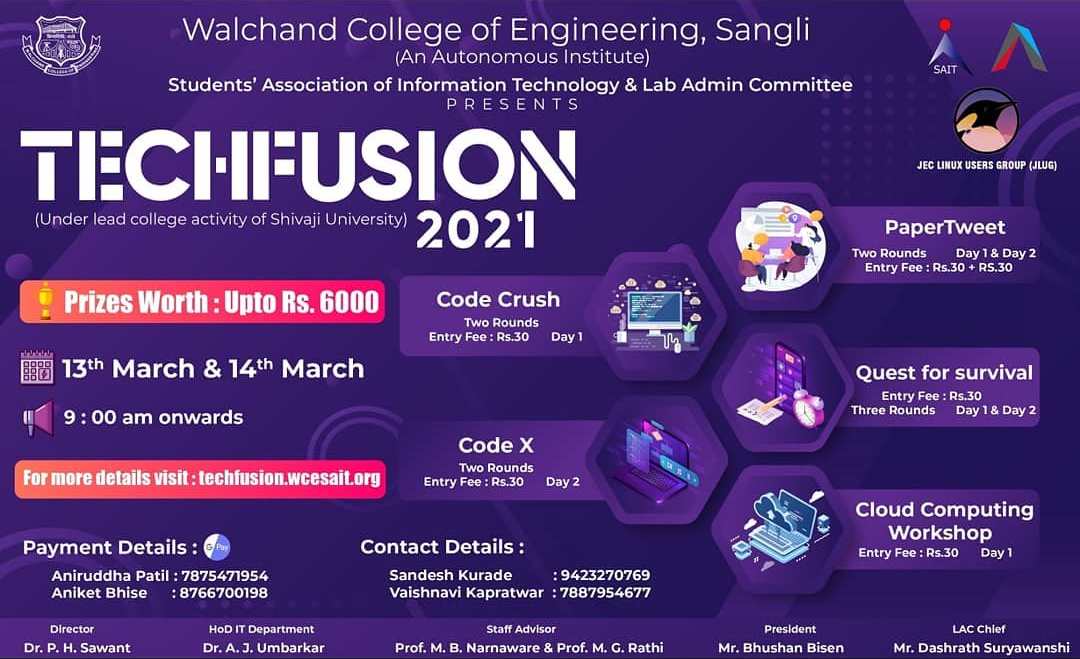 Walchand College of Engineering, Sangli
(An Autonomous Institute)
Students' Association of Information Technology & Lab Admin Committee
PRESENTS
SAIT
JEC LINUX USERS GROUP (JLUG)
TECHFUSION
(Under lead college activity of Shivaji University)
2021
Prizes Worth : Upto Rs. 6000
13th March & 14th March
9 : 00 am onwards
For more details visit : techfusion.wcesait.org
PaperTweet
Two Rounds Day 1 & Day 2
Entry Fee : Rs.30 + RS.30
Code Crush
Two Rounds
Entry Fee : Rs.30 Day 1
Quest for survival
Entry Fee : Rs.30
Three Rounds Day 1 & Day 2
Code X
Two Rounds
Entry Fee : Rs.30 Day 2
Cloud Computing
Workshop
Entry Fee : Rs.30 Day 1
Payment Details : G Pay
Aniruddha Patil : 7875471954
Aniket Bhise : 8766700198
Contact Details :
Sandesh Kurade : 9423270769
Vaishnavi Kapratwar : 7887954677
Director
Dr. P. H. Sawant
HoD IT Department
Dr. A. J. Umbarkar
Staff Advisor
Prof. M. B. Narnaware & Prof. M. G. Rathi
President
Mr. Bhushan Bisen
LAC Chief
Mr. Dashrath Suryawanshi